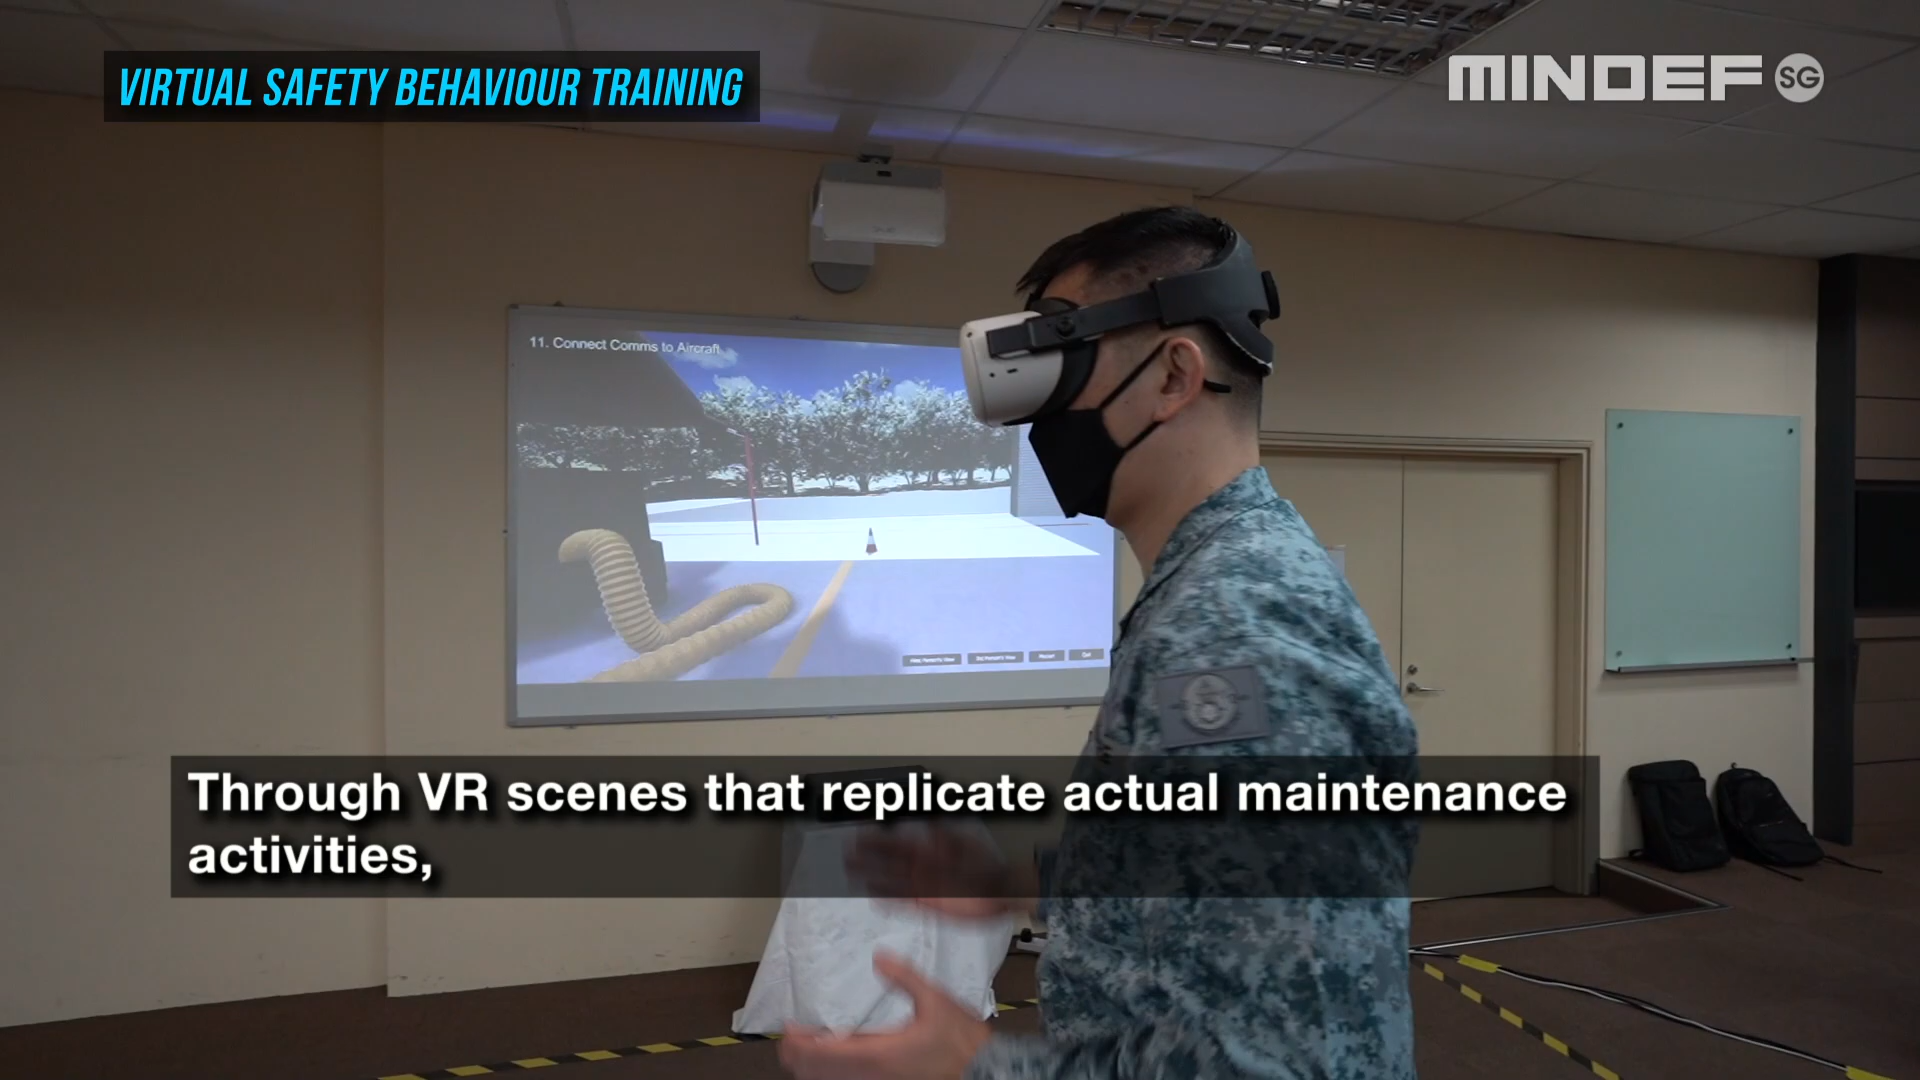 VIRTUAL SAFETY BEHAVIOUR TRAINING
MINDEF SG
11. Connect Comms to Aircraft
Through VR scenes that replicate actual maintenance
activities,